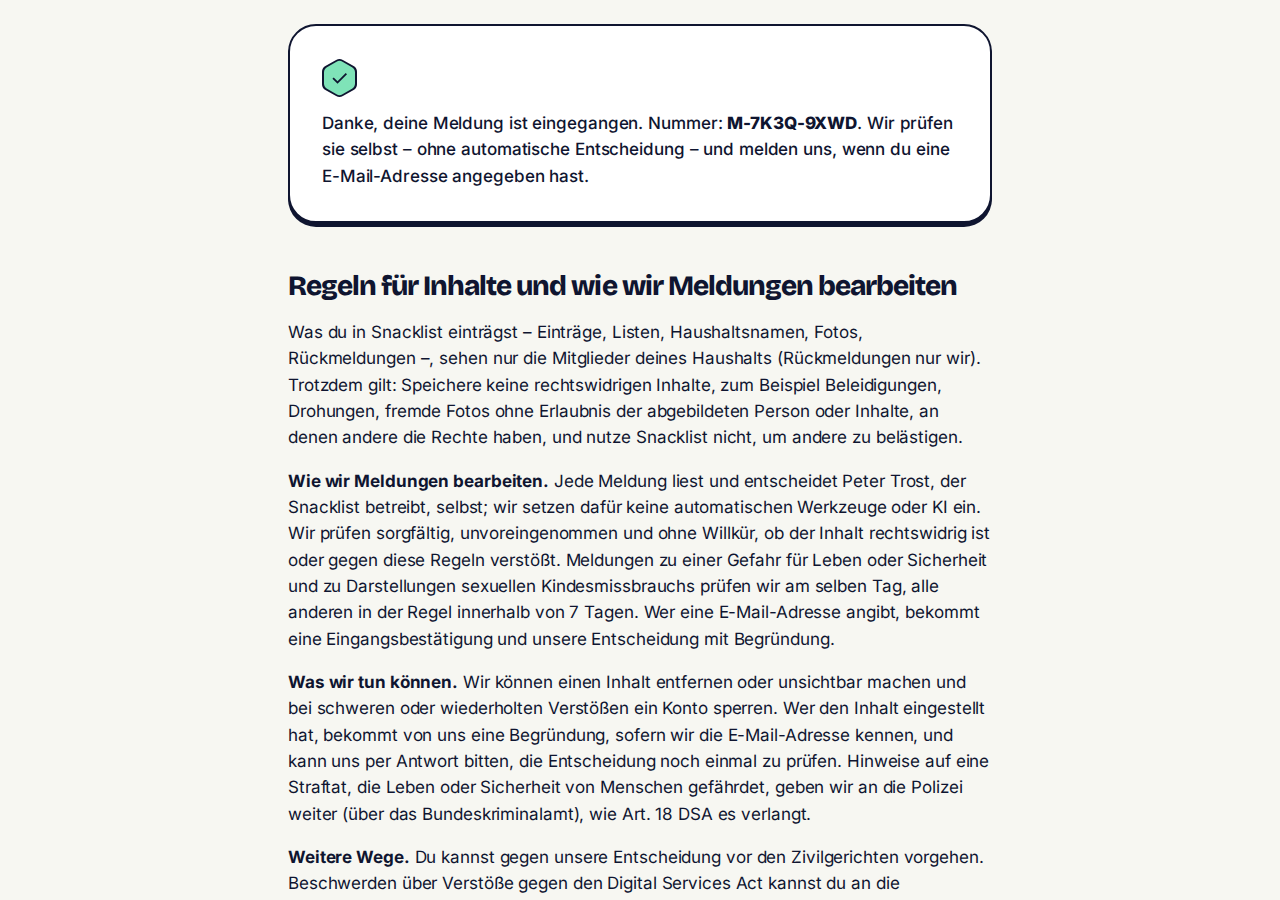 Danke, deine Meldung ist eingegangen. Nummer: M-7K3Q-9XWD. Wir prüfen
sie selbst – ohne automatische Entscheidung – und melden uns, wenn du eine
E-Mail-Adresse angegeben hast.
Regeln für Inhalte und wie wir Meldungen bearbeiten
Was du in Snacklist einträgst – Einträge, Listen, Haushaltsnamen, Fotos,
Rückmeldungen –, sehen nur die Mitglieder deines Haushalts (Rückmeldungen nur wir).
Trotzdem gilt: Speichere keine rechtswidrigen Inhalte, zum Beispiel Beleidigungen,
Drohungen, fremde Fotos ohne Erlaubnis der abgebildeten Person oder Inhalte, an
denen andere die Rechte haben, und nutze Snacklist nicht, um andere zu belästigen.
Wie wir Meldungen bearbeiten. Jede Meldung liest und entscheidet Peter Trost, der
Snacklist betreibt, selbst; wir setzen dafür keine automatischen Werkzeuge oder KI ein.
Wir prüfen sorgfältig, unvoreingenommen und ohne Willkür, ob der Inhalt rechtswidrig ist
oder gegen diese Regeln verstößt. Meldungen zu einer Gefahr für Leben oder Sicherheit
und zu Darstellungen sexuellen Kindesmissbrauchs prüfen wir am selben Tag, alle
anderen in der Regel innerhalb von 7 Tagen. Wer eine E-Mail-Adresse angibt, bekommt
eine Eingangsbestätigung und unsere Entscheidung mit Begründung.
Was wir tun können. Wir können einen Inhalt entfernen oder unsichtbar machen und
bei schweren oder wiederholten Verstößen ein Konto sperren. Wer den Inhalt eingestellt
hat, bekommt von uns eine Begründung, sofern wir die E-Mail-Adresse kennen, und
kann uns per Antwort bitten, die Entscheidung noch einmal zu prüfen. Hinweise auf eine
Straftat, die Leben oder Sicherheit von Menschen gefährdet, geben wir an die Polizei
weiter (über das Bundeskriminalamt), wie Art. 18 DSA es verlangt.
Weitere Wege. Du kannst gegen unsere Entscheidung vor den Zivilgerichten vorgehen.
Beschwerden über Verstöße gegen den Digital Services Act kannst du an die